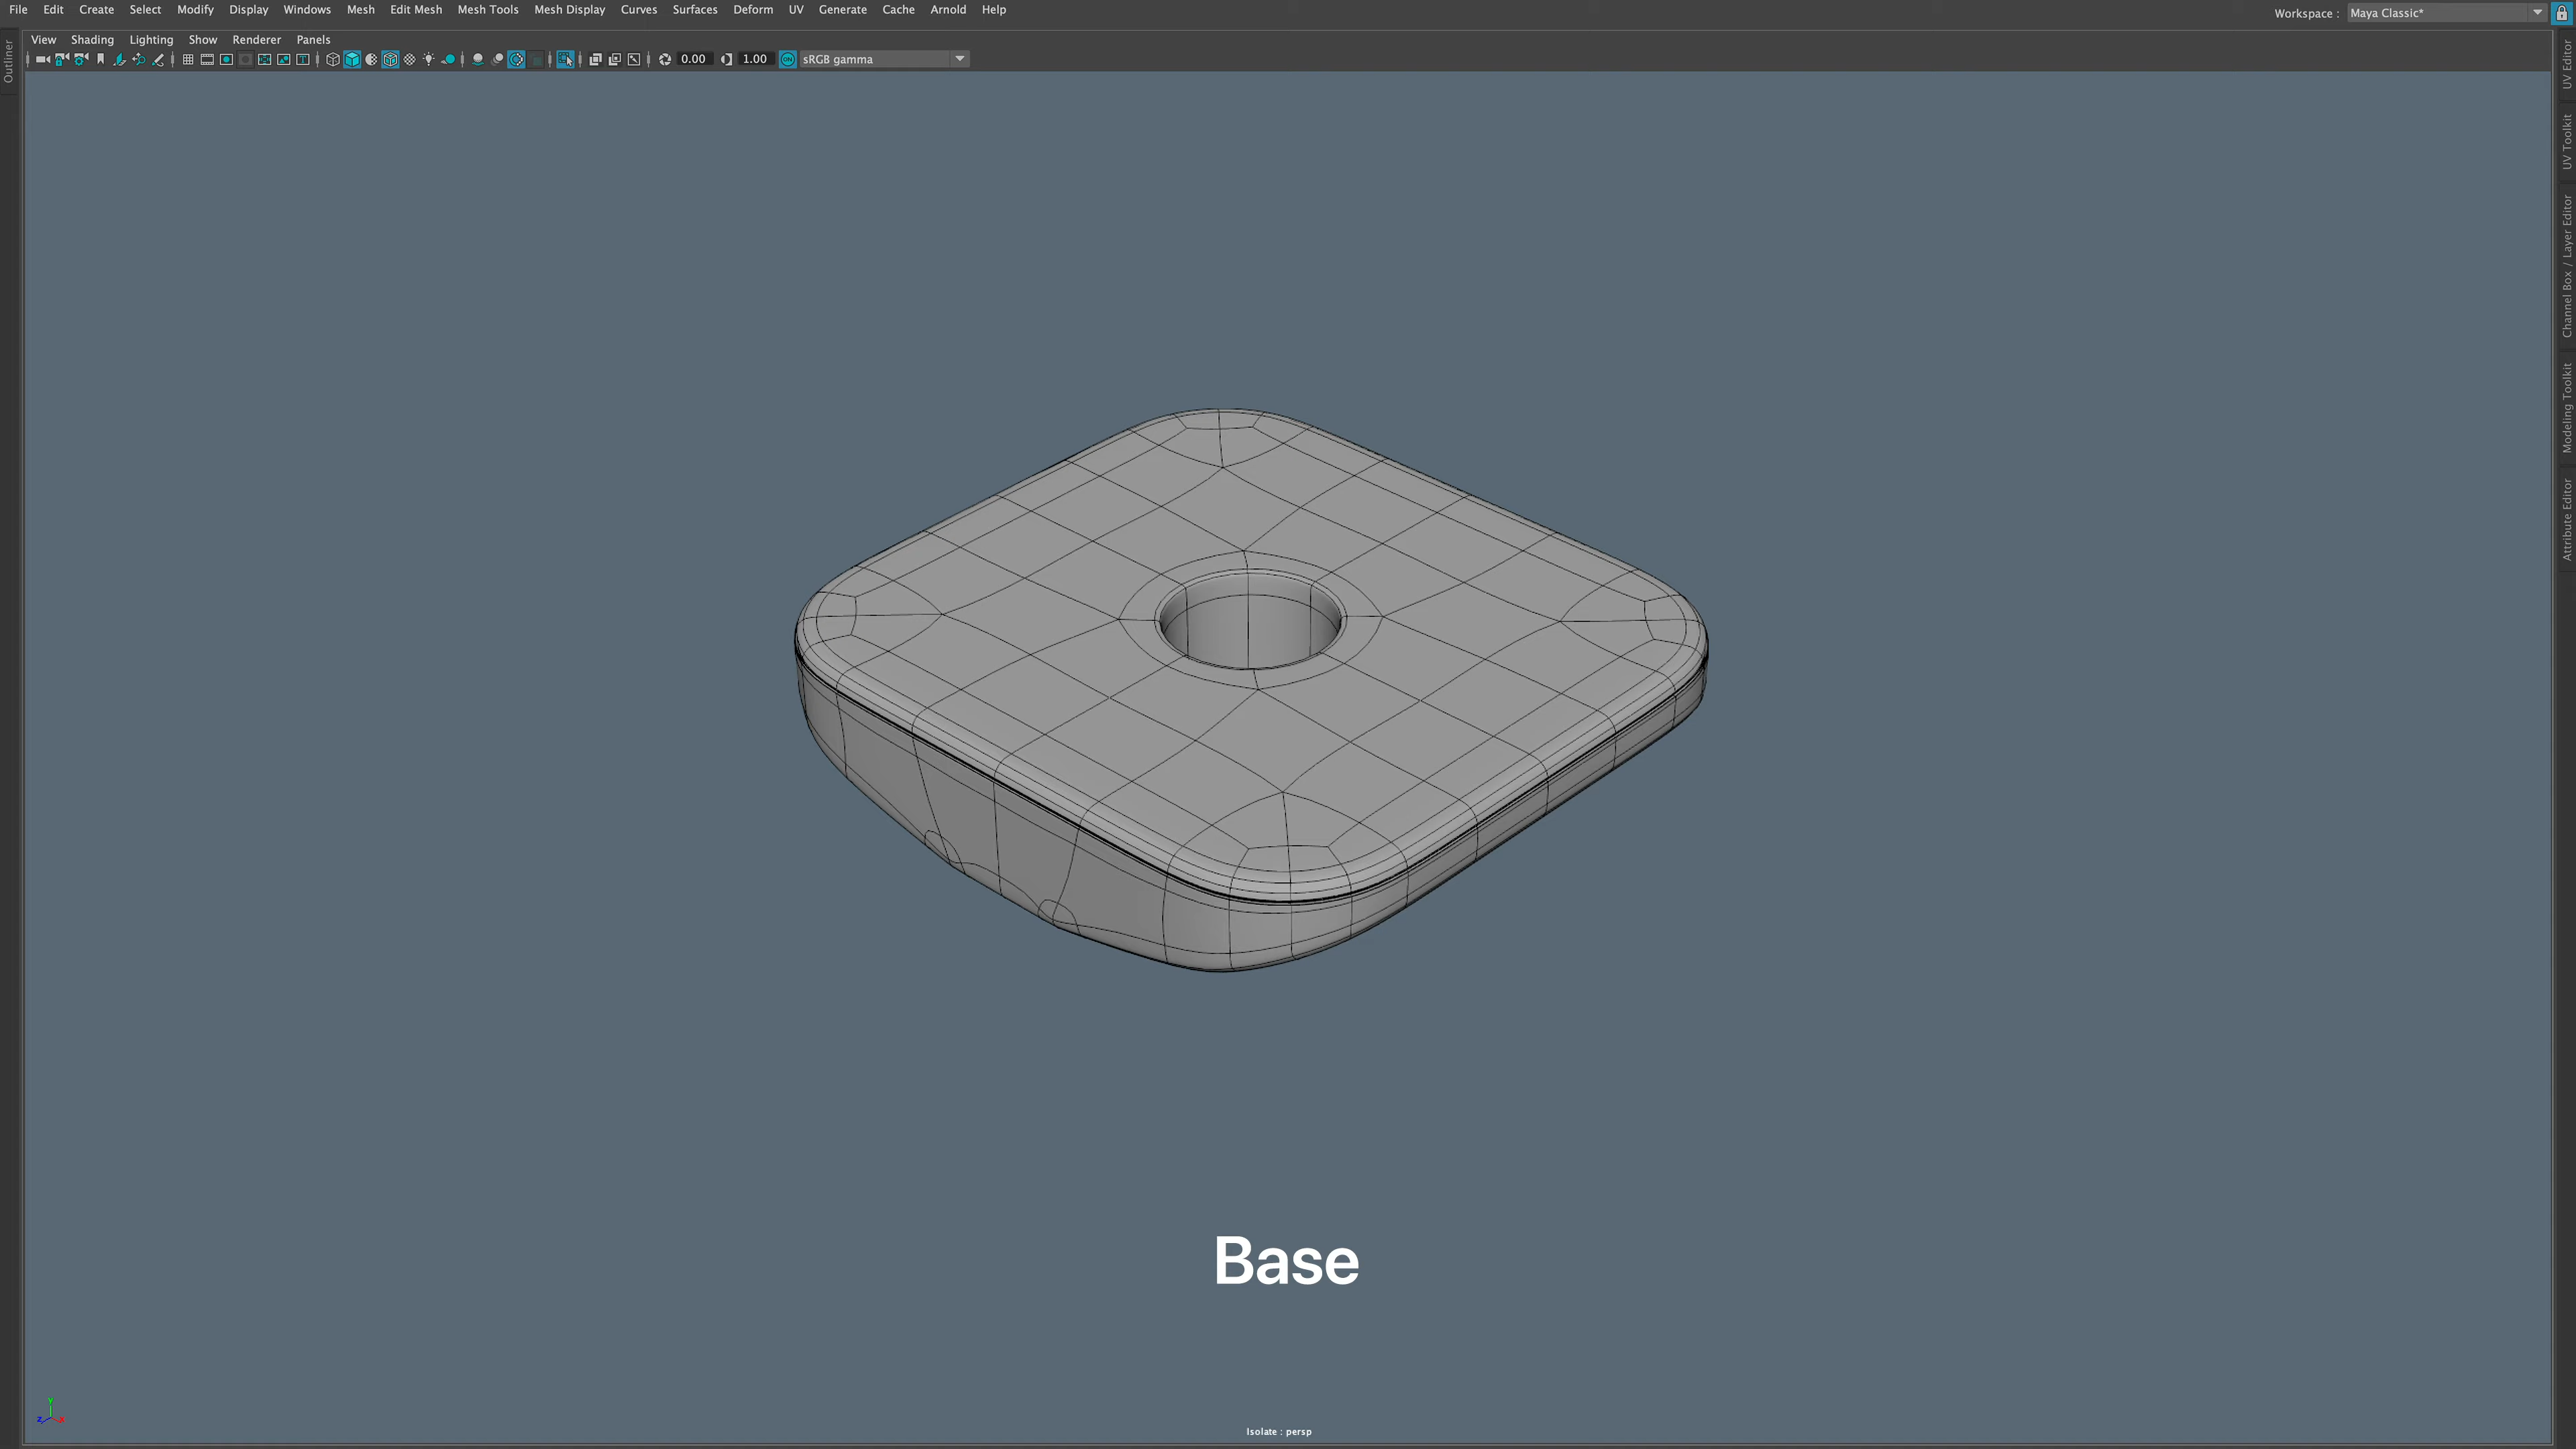 File Edit Create Select Modify Display Windows Mesh Edit Mesh Mesh Tools Mesh Display Curves Surfaces Deform UV Generate Cache Arnold Help
Workspace : Maya Classic*
View Shading Lighting Show Renderer Panels
0.00 1.00 ON sRGB gamma
Outliner
UV Editor
UV Toolkit
Channel Box / Layer Editor
Modeling Toolkit
Attribute Editor
Base
y
z x
Isolate : persp